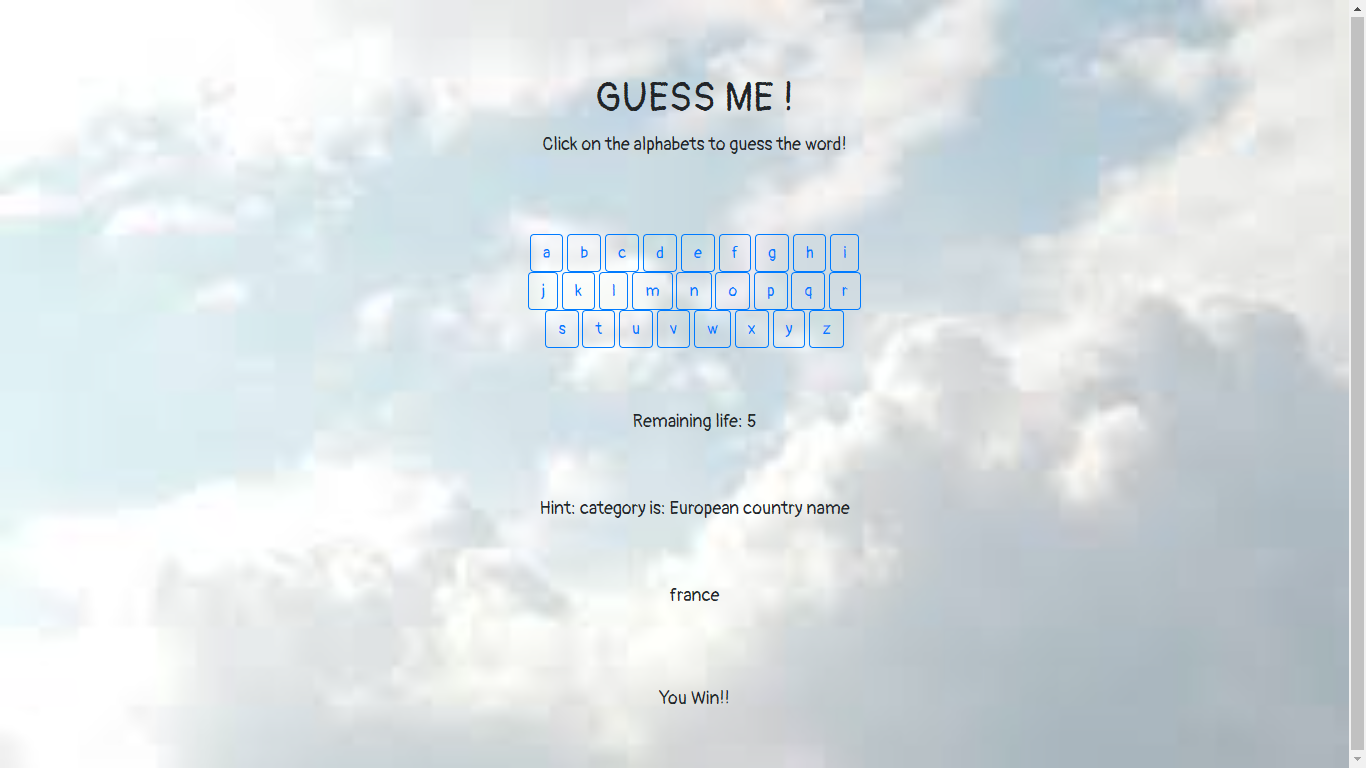 GUESS ME !
Click on the alphabets to guess the word!
a b c d e f g h i
j k l m n o p q r
s t u v w x y z
Remaining life: 5
Hint: category is: European country name
france
You Win!!